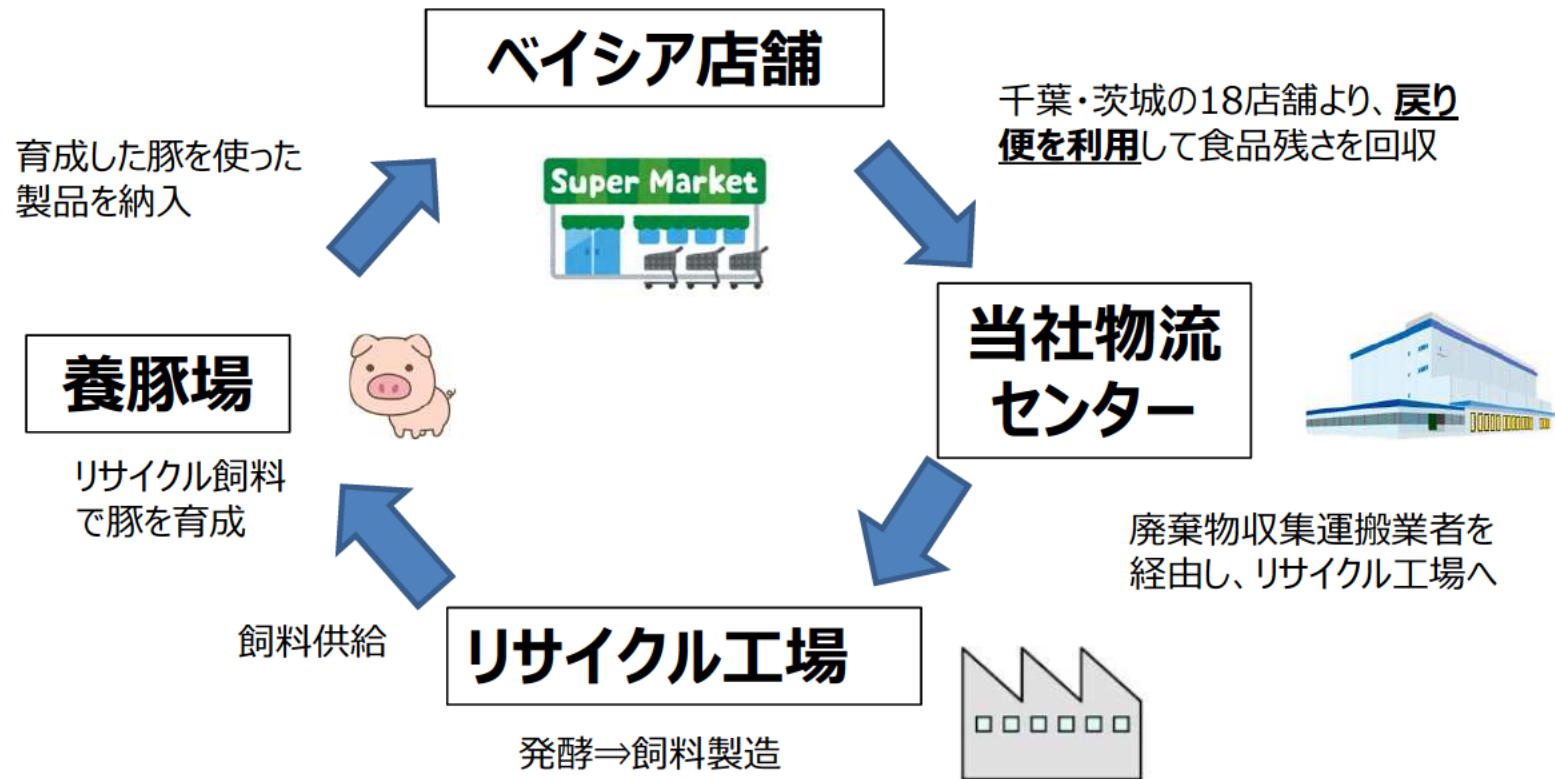 ベイシア店舗
千葉・茨城の18店舗より、戻り
便を利用して食品残さを回収
育成した豚を使った
製品を納入
Super Market
当社物流
センター
養豚場
リサイクル飼料
で豚を育成
廃棄物収集運搬業者を
経由し、リサイクル工場へ
飼料供給
リサイクル工場
発酵⇒飼料製造